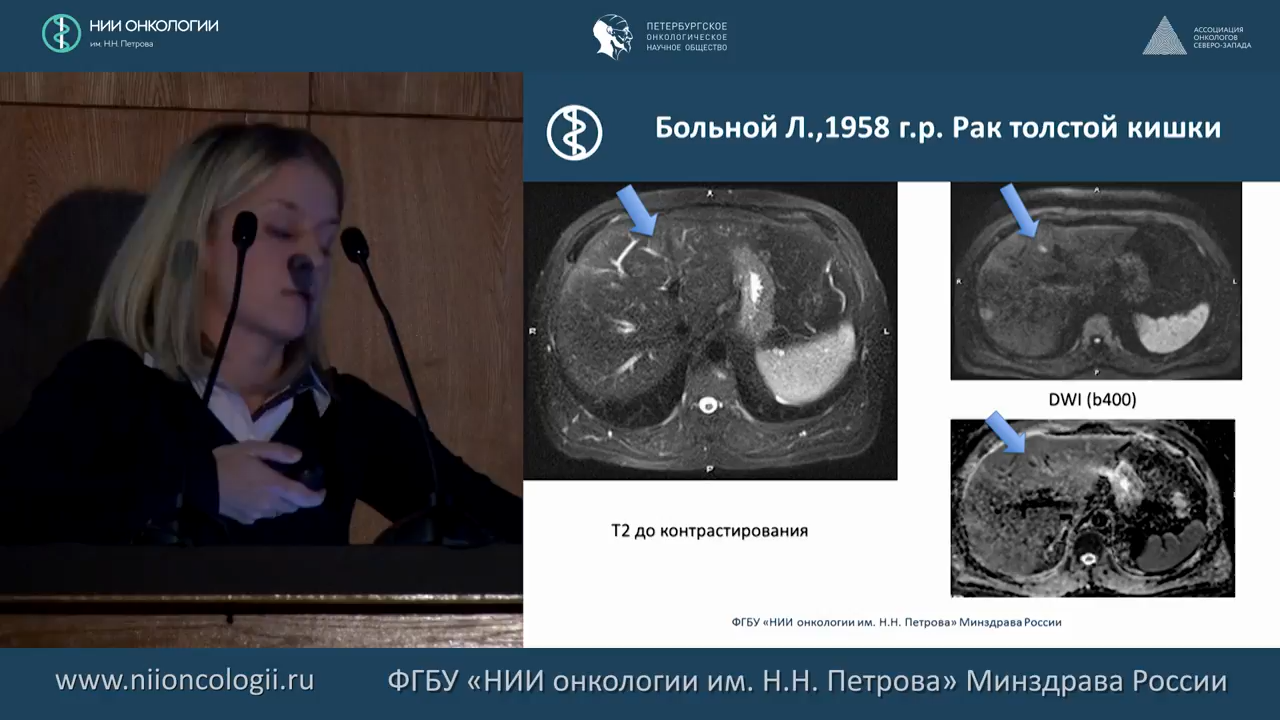 НИИ ОНКОЛОГИИ
им. Н.Н. Петрова
ПЕТЕРБУРГСКОЕ
ОНКОЛОГИЧЕСКОЕ
НАУЧНОЕ ОБЩЕСТВО
АССОЦИАЦИЯ
ОНКОЛОГОВ
СЕВЕРО-ЗАПАДА
Больной Л.,1958 г.р. Рак толстой кишки
A
R
L
P
A
R
L
P
DWI (b400)
Т2 до контрастирования
ФГБУ «НИИ онкологии им. Н.Н. Петрова» Минздрава России
www.niioncologii.ru
ФГБУ «НИИ онкологии им. Н.Н. Петрова» Минздрава России